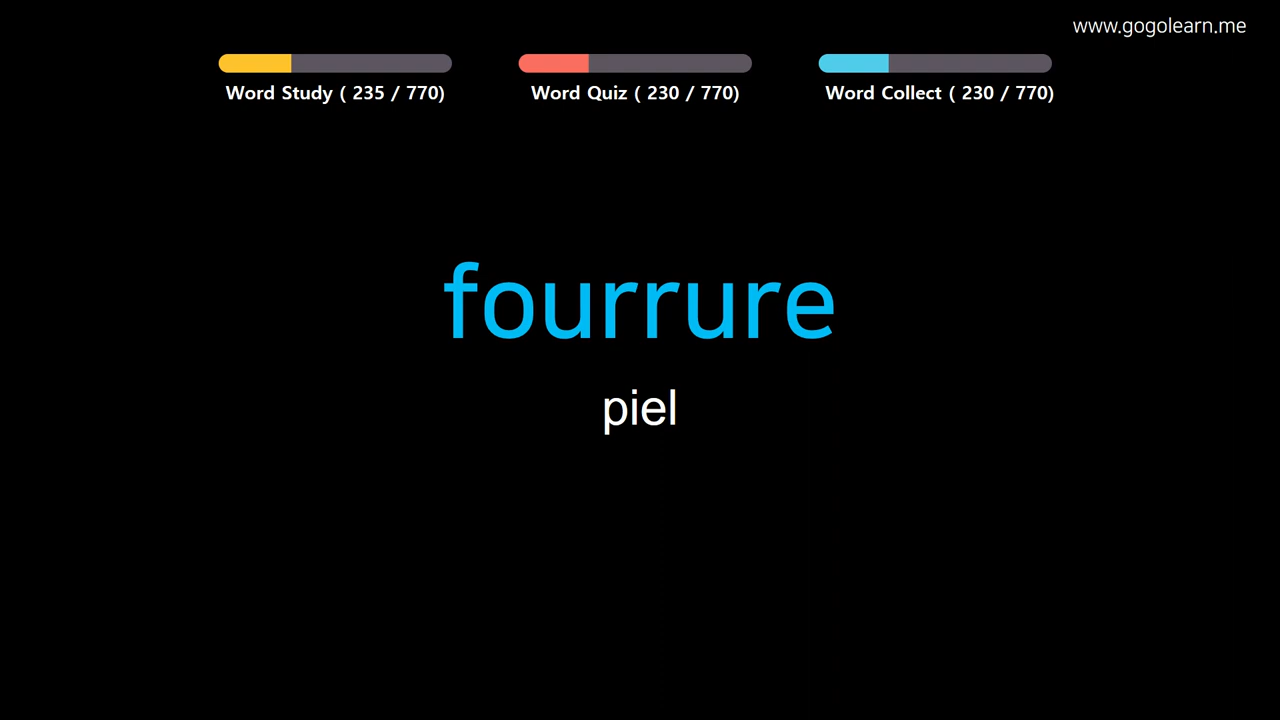 www.gogolearn.me
Word Study ( 235 / 770)
Word Quiz ( 230 / 770)
Word Collect ( 230 / 770)
fourrure
piel